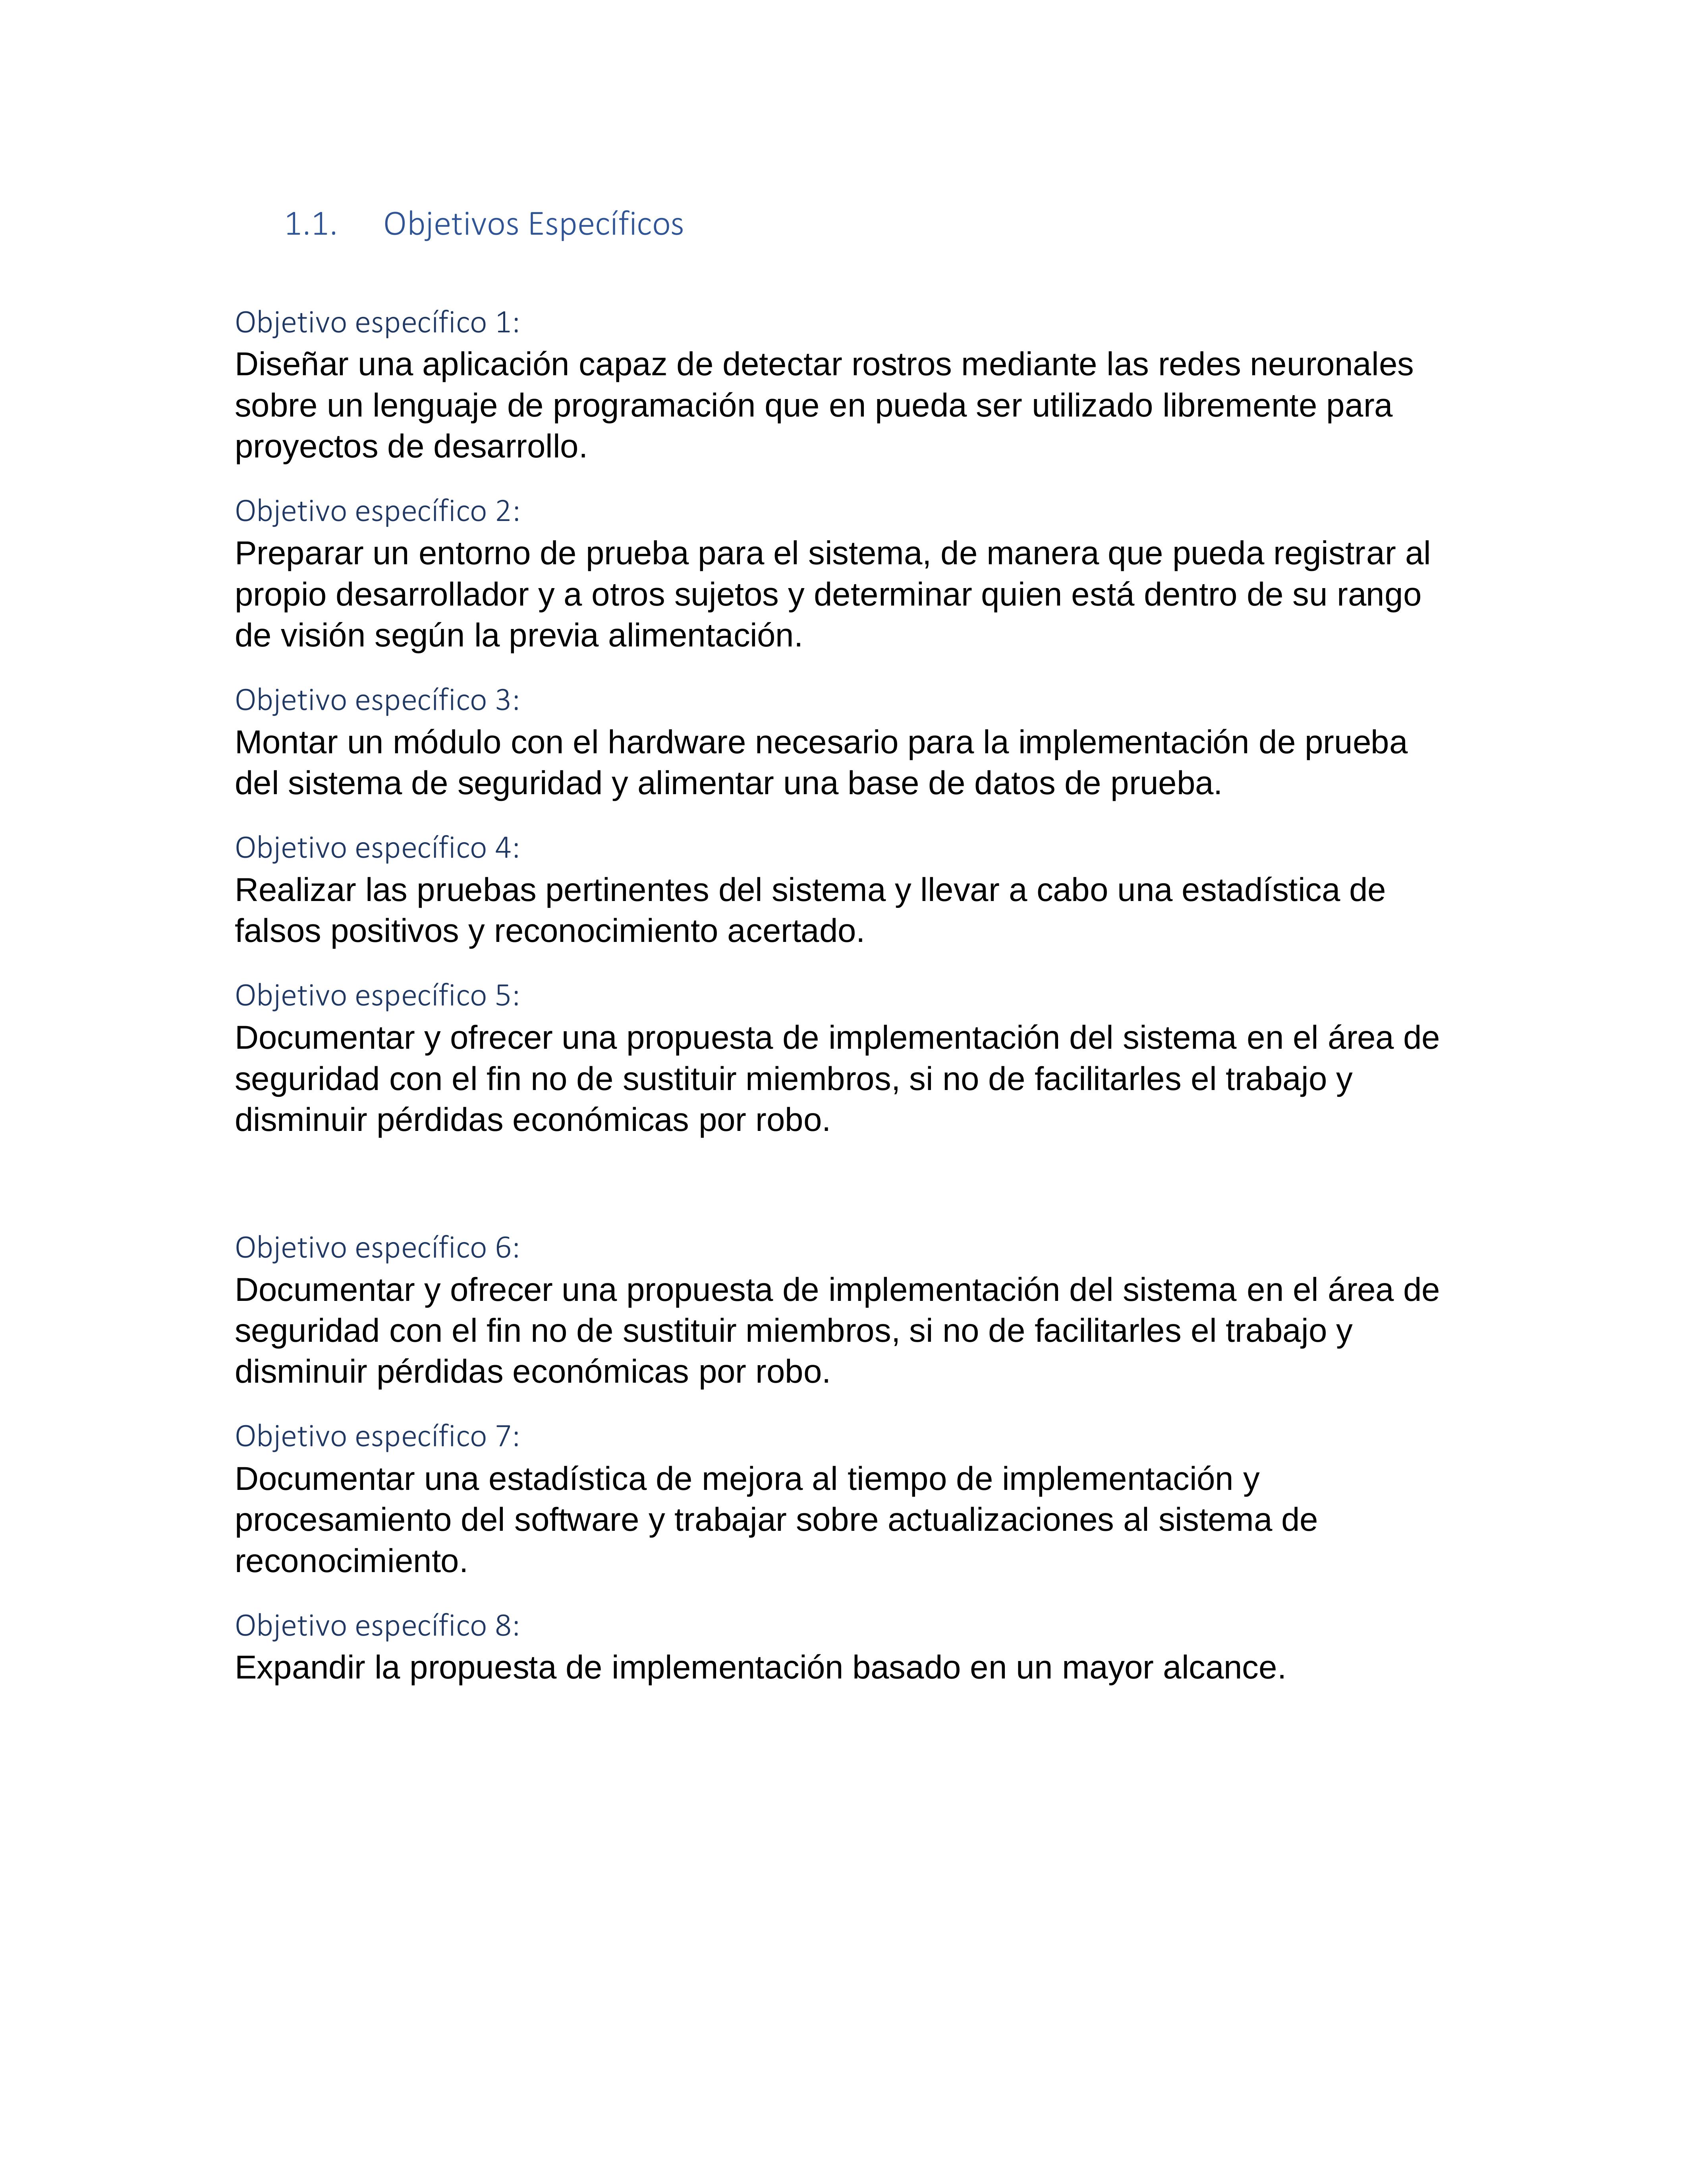 1.1. Objetivos Específicos
Objetivo específico 1:
Diseñar una aplicación capaz de detectar rostros mediante las redes neuronales
sobre un lenguaje de programación que en pueda ser utilizado libremente para
proyectos de desarrollo.
Objetivo específico 2:
Preparar un entorno de prueba para el sistema, de manera que pueda registrar al
propio desarrollador y a otros sujetos y determinar quien está dentro de su rango
de visión según la previa alimentación.
Objetivo específico 3:
Montar un módulo con el hardware necesario para la implementación de prueba
del sistema de seguridad y alimentar una base de datos de prueba.
Objetivo específico 4:
Realizar las pruebas pertinentes del sistema y llevar a cabo una estadística de
falsos positivos y reconocimiento acertado.
Objetivo específico 5:
Documentar y ofrecer una propuesta de implementación del sistema en el área de
seguridad con el fin no de sustituir miembros, si no de facilitarles el trabajo y
disminuir pérdidas económicas por robo.
Objetivo específico 6:
Documentar y ofrecer una propuesta de implementación del sistema en el área de
seguridad con el fin no de sustituir miembros, si no de facilitarles el trabajo y
disminuir pérdidas económicas por robo.
Objetivo específico 7:
Documentar una estadística de mejora al tiempo de implementación y
procesamiento del software y trabajar sobre actualizaciones al sistema de
reconocimiento.
Objetivo específico 8:
Expandir la propuesta de implementación basado en un mayor alcance.